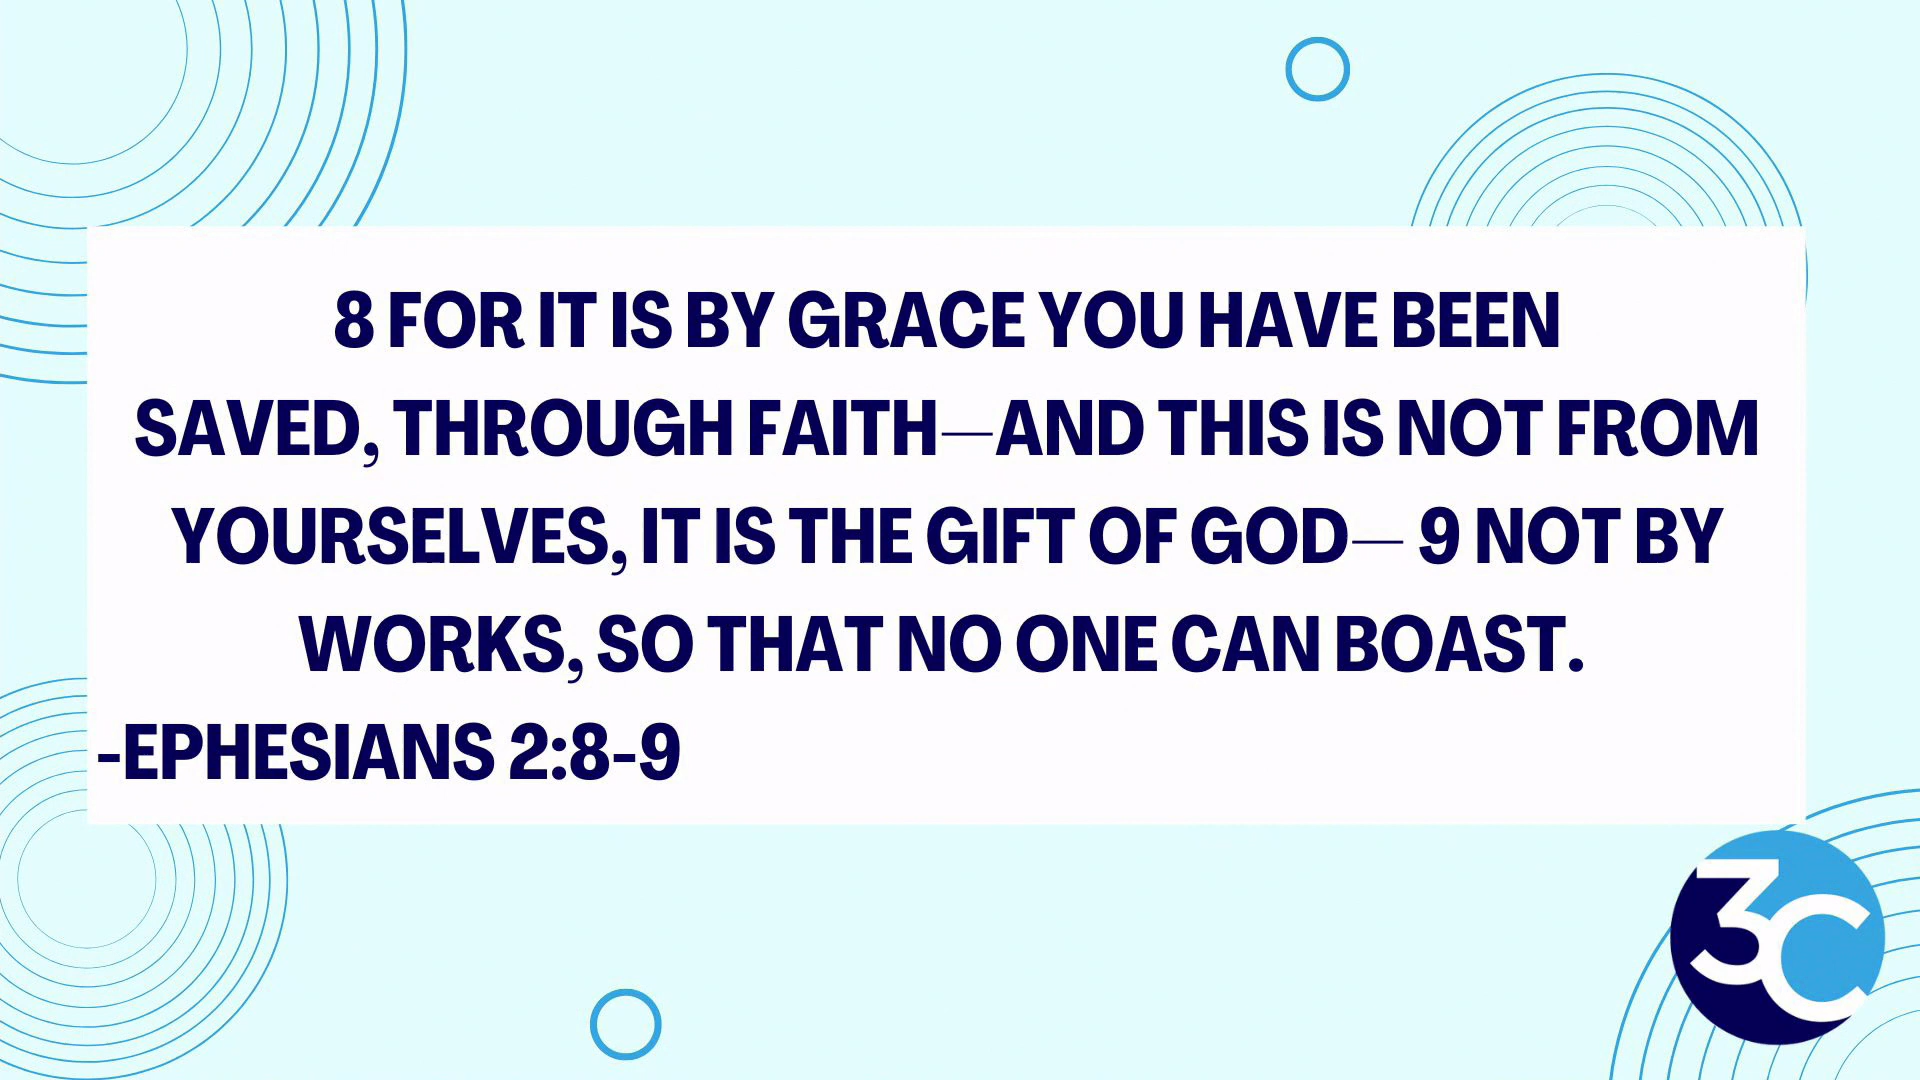 8 FOR IT IS BY GRACE YOU HAVE BEEN
SAVED, THROUGH FAITH—AND THIS IS NOT FROM
YOURSELVES, IT IS THE GIFT OF GOD— 9 NOT BY
WORKS, SO THAT NO ONE CAN BOAST.
-EPHESIANS 2:8-9
3C